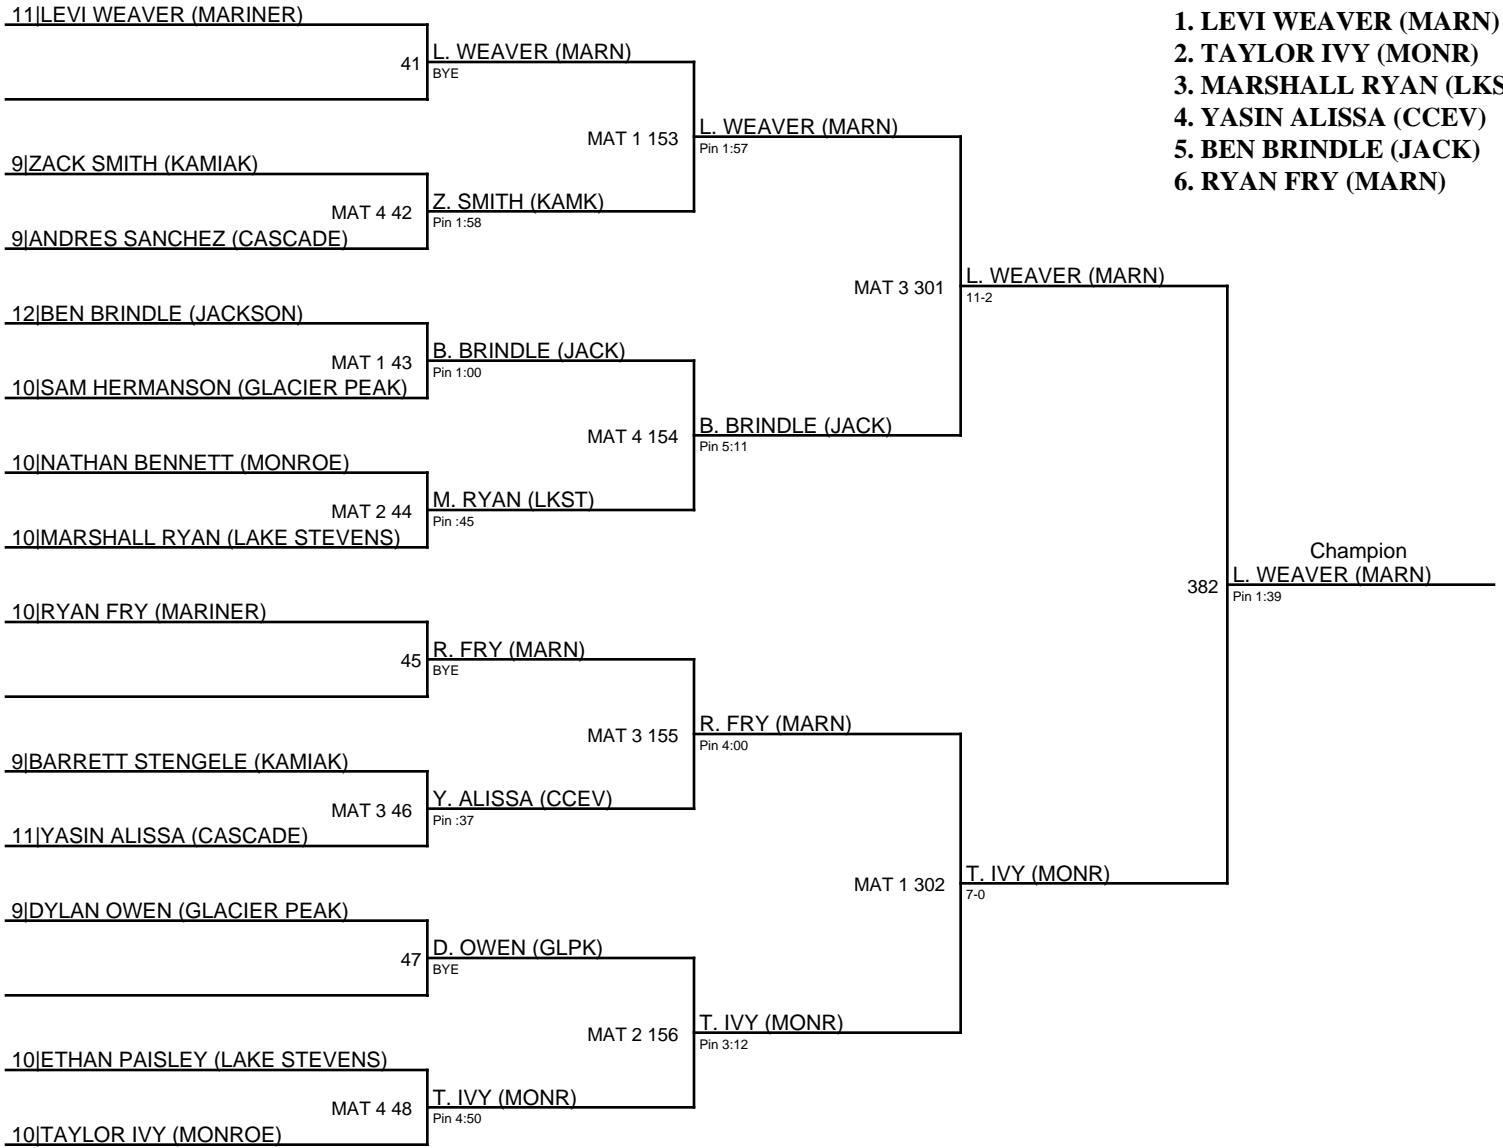 11|LEVI WEAVER (MARINER)
41
L. WEAVER (MARN)
BYE
MAT 1 153
L. WEAVER (MARN)
Pin 1:57
9|ZACK SMITH (KAMIAK)
MAT 4 42
Z. SMITH (KAMK)
Pin 1:58
9|ANDRES SANCHEZ (CASCADE)
MAT 3 301
L. WEAVER (MARN)
11-2
12|BEN BRINDLE (JACKSON)
MAT 1 43
B. BRINDLE (JACK)
Pin 1:00
10|SAM HERMANSON (GLACIER PEAK)
MAT 4 154
B. BRINDLE (JACK)
Pin 5:11
10|NATHAN BENNETT (MONROE)
MAT 2 44
M. RYAN (LKST)
Pin :45
10|MARSHALL RYAN (LAKE STEVENS)
Champion
382
L. WEAVER (MARN)
Pin 1:39
10|RYAN FRY (MARINER)
45
R. FRY (MARN)
BYE
MAT 3 155
R. FRY (MARN)
Pin 4:00
9|BARRETT STENGELE (KAMIAK)
MAT 3 46
Y. ALISSA (CCEV)
Pin :37
11|YASIN ALISSA (CASCADE)
MAT 1 302
T. IVY (MONR)
7-0
9|DYLAN OWEN (GLACIER PEAK)
47
D. OWEN (GLPK)
BYE
MAT 2 156
T. IVY (MONR)
Pin 3:12
10|ETHAN PAISLEY (LAKE STEVENS)
MAT 4 48
T. IVY (MONR)
Pin 4:50
10|TAYLOR IVY (MONROE)
1. LEVI WEAVER (MARN)
2. TAYLOR IVY (MONR)
3. MARSHALL RYAN (LKS
4. YASIN ALISSA (CCEV)
5. BEN BRINDLE (JACK)
6. RYAN FRY (MARN)